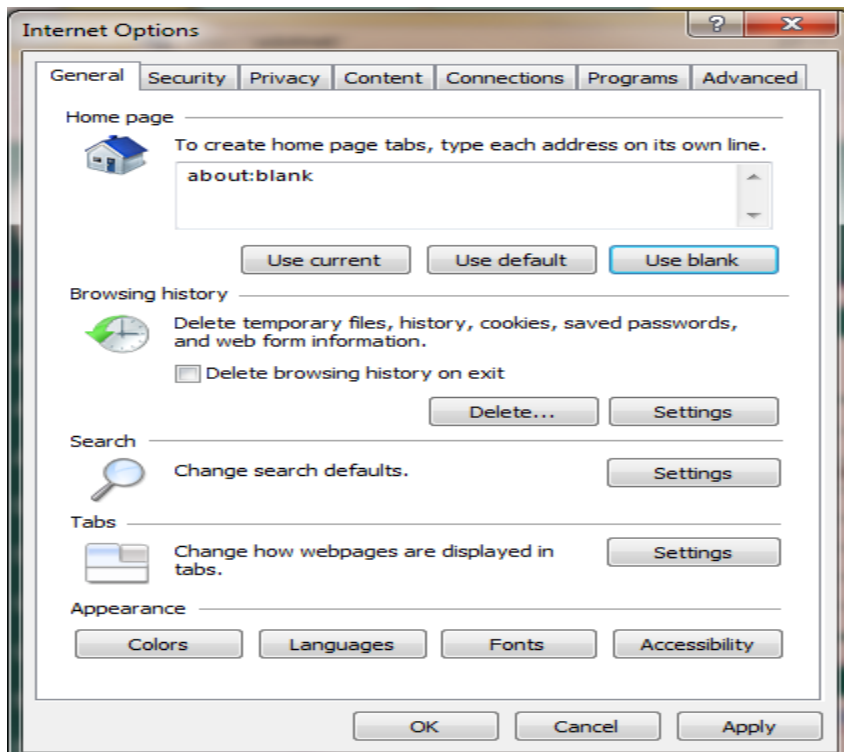 Internet Options
General Security Privacy Content Connections Programs Advanced
Home page
To create home page tabs, type each address on its own line.
about:blank
Use current Use default Use blank
Browsing history
Delete temporary files, history, cookies, saved passwords,
and web form information.
Delete browsing history on exit
Delete... Settings
Search
Change search defaults. Settings
Tabs
Change how webpages are displayed in Settings
tabs.
Appearance
Colors Languages Fonts Accessibility
OK Cancel Apply